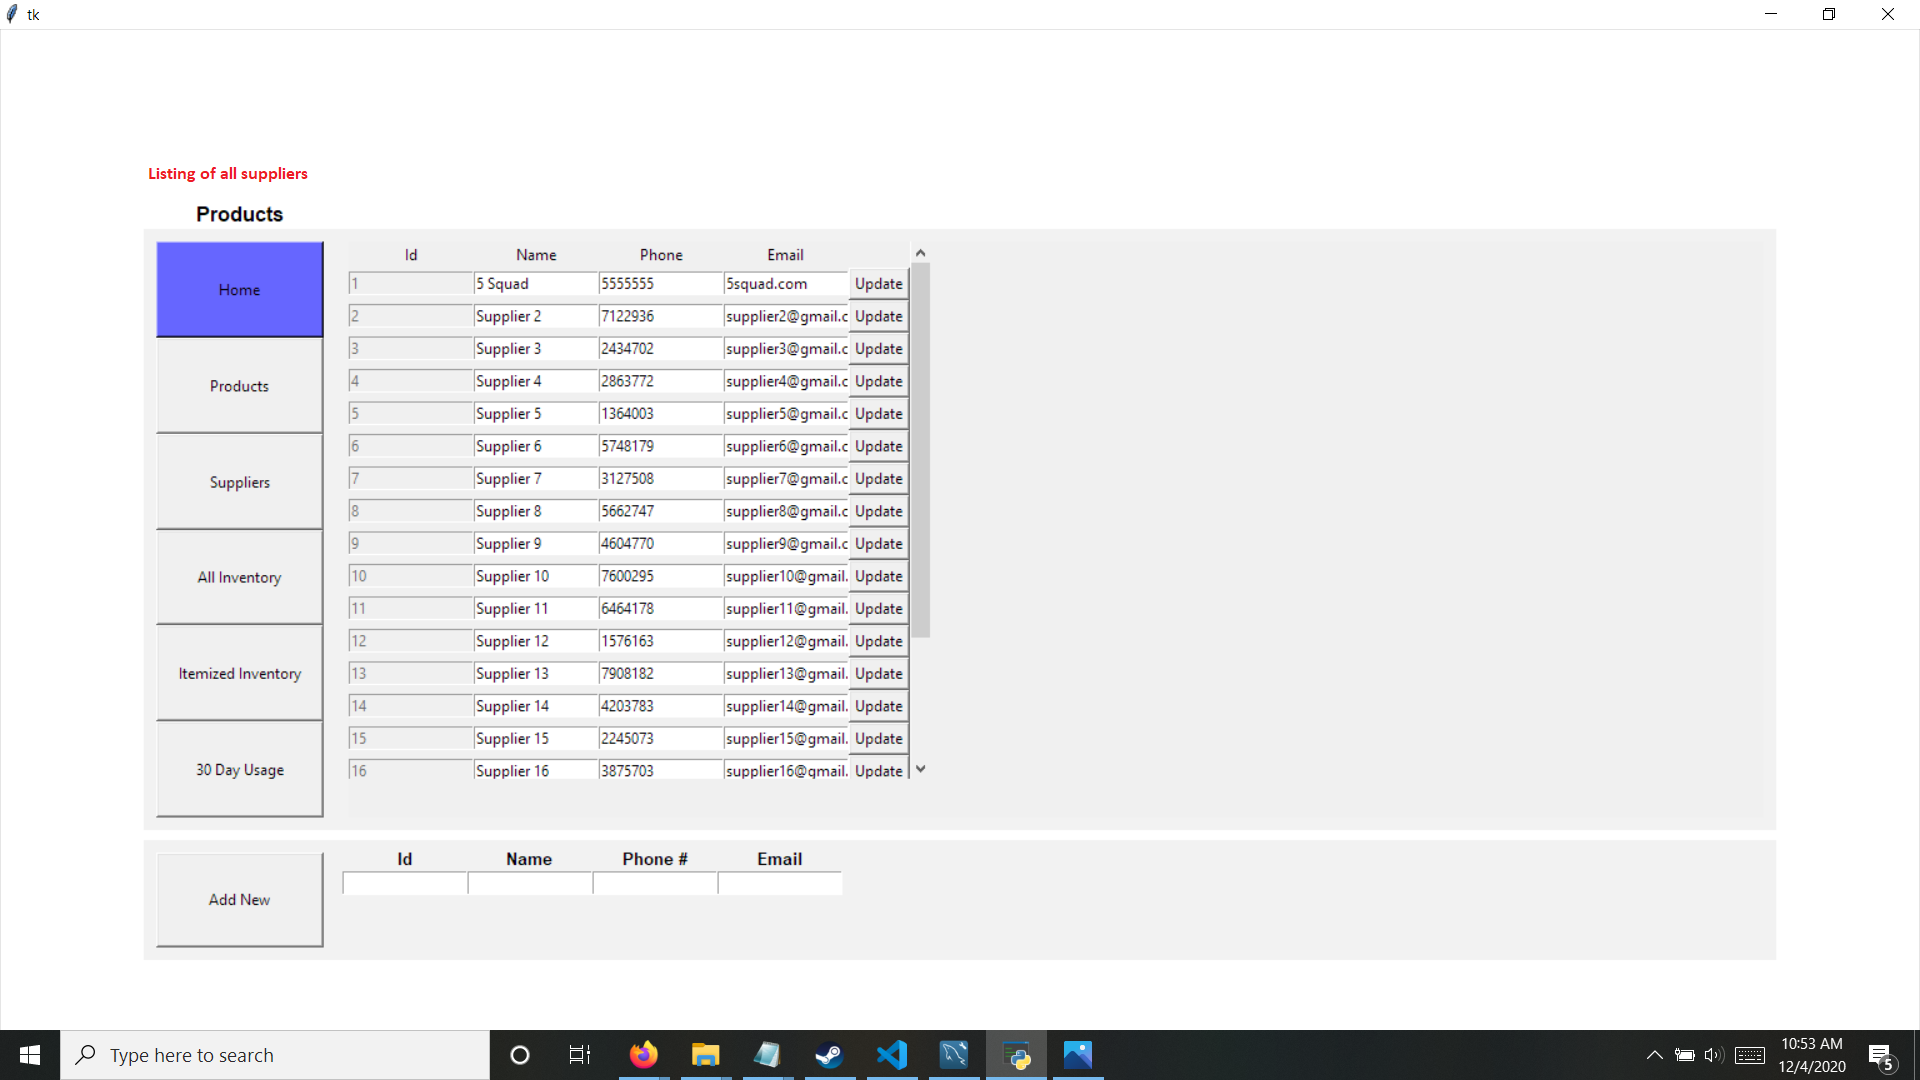 tk
Listing of all suppliers
Products
Home
Products
Suppliers
All Inventory
Itemized Inventory
30 Day Usage
Id Name Phone Email
1 5 Squad 5555555 5squad.com Update
2 Supplier 2 7122936 supplier2@gmail.c Update
3 Supplier 3 2434702 supplier3@gmail.c Update
4 Supplier 4 2863772 supplier4@gmail.c Update
5 Supplier 5 1364003 supplier5@gmail.c Update
6 Supplier 6 5748179 supplier6@gmail.c Update
7 Supplier 7 3127508 supplier7@gmail.c Update
8 Supplier 8 5662747 supplier8@gmail.c Update
9 Supplier 9 4604770 supplier9@gmail.c Update
10 Supplier 10 7600295 supplier10@gmail. Update
11 Supplier 11 6464178 supplier11@gmail. Update
12 Supplier 12 1576163 supplier12@gmail. Update
13 Supplier 13 7908182 supplier13@gmail. Update
14 Supplier 14 4203783 supplier14@gmail. Update
15 Supplier 15 2245073 supplier15@gmail. Update
16 Supplier 16 3875703 supplier16@gmail. Update
Add New
Id Name Phone # Email
Type here to search
10:53 AM
12/4/2020
5